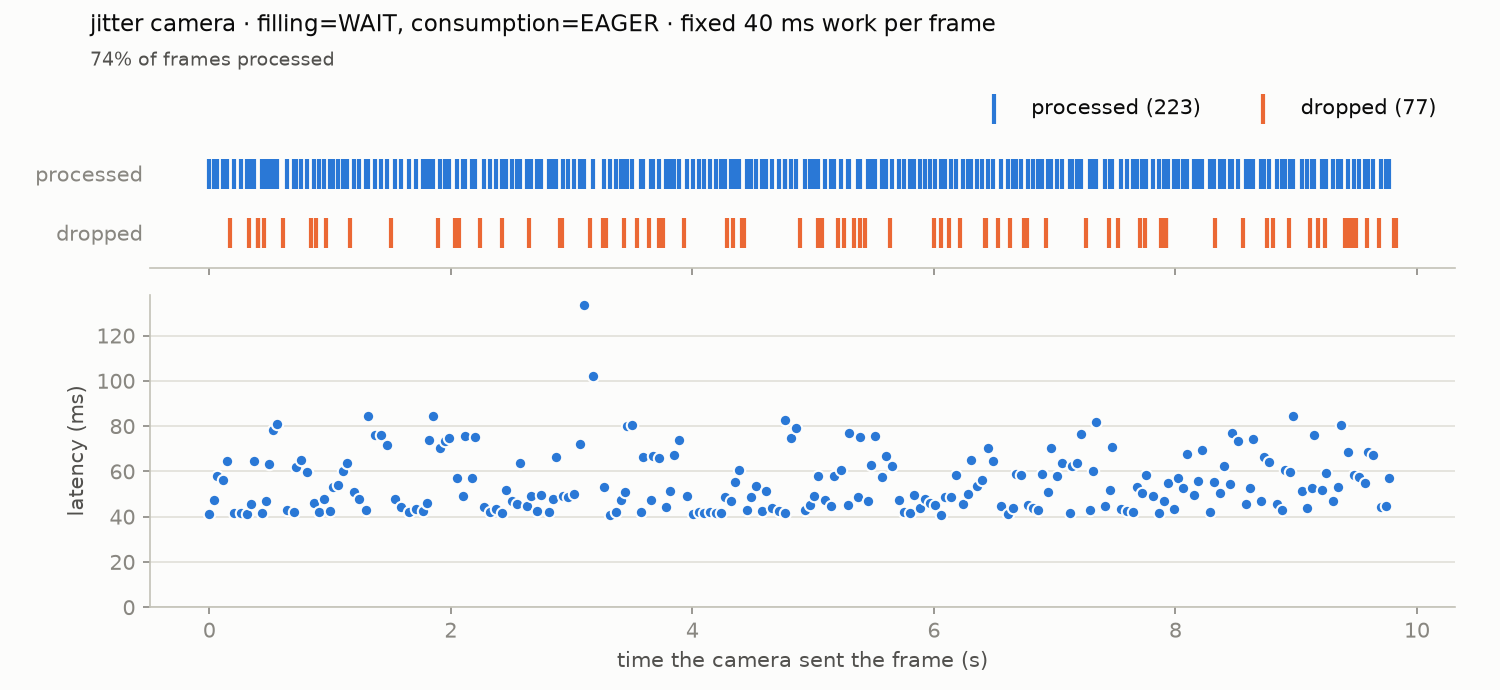 jitter camera · filling=WAIT, consumption=EAGER · fixed 40 ms work per frame
74% of frames processed
processed (223)
dropped (77)
processed
dropped
120
100
80
60
40
20
0
latency (ms)
0 2 4 6 8 10
time the camera sent the frame (s)